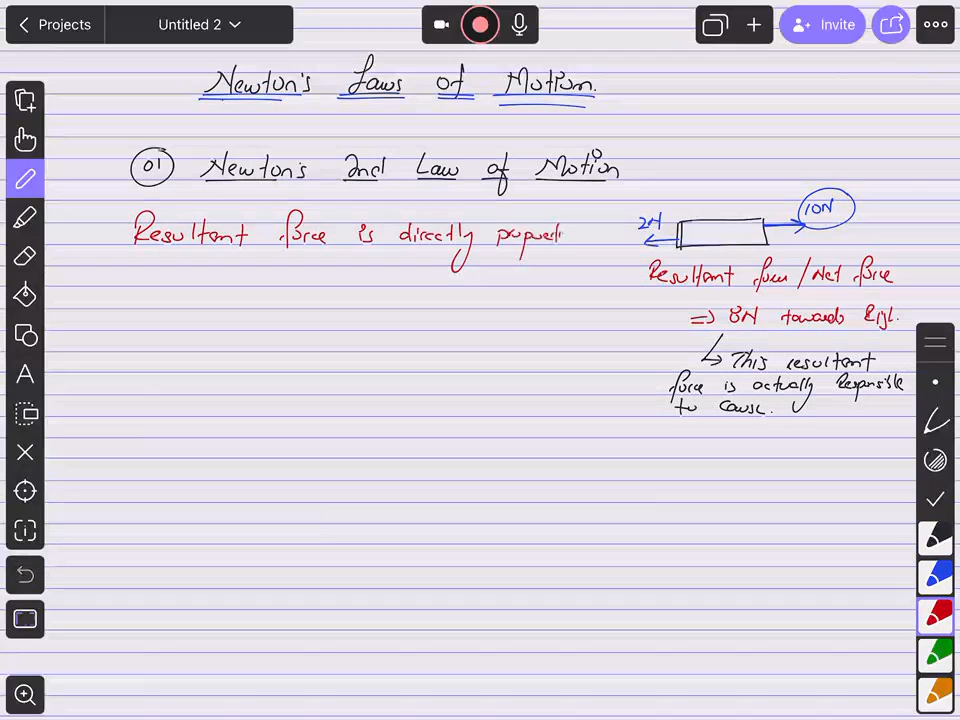 Projects
Untitled 2
Invite
Newton's Laws of Motion.
01 Newton's 2nd Law of Motion
Resultant force is directly proporti
2N
10N
Resultant force / Net force
=> 8N towards Right.
↳ This resultant
force is actually Responsible
to cause.
A